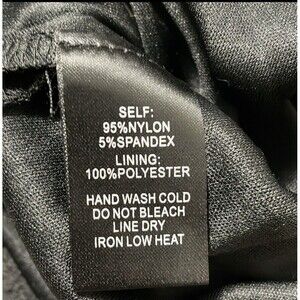 SELF:
95%NYLON
5%SPANDEX
LINING:
100%POLYESTER
HAND WASH COLD
DO NOT BLEACH
LINE DRY
IRON LOW HEAT